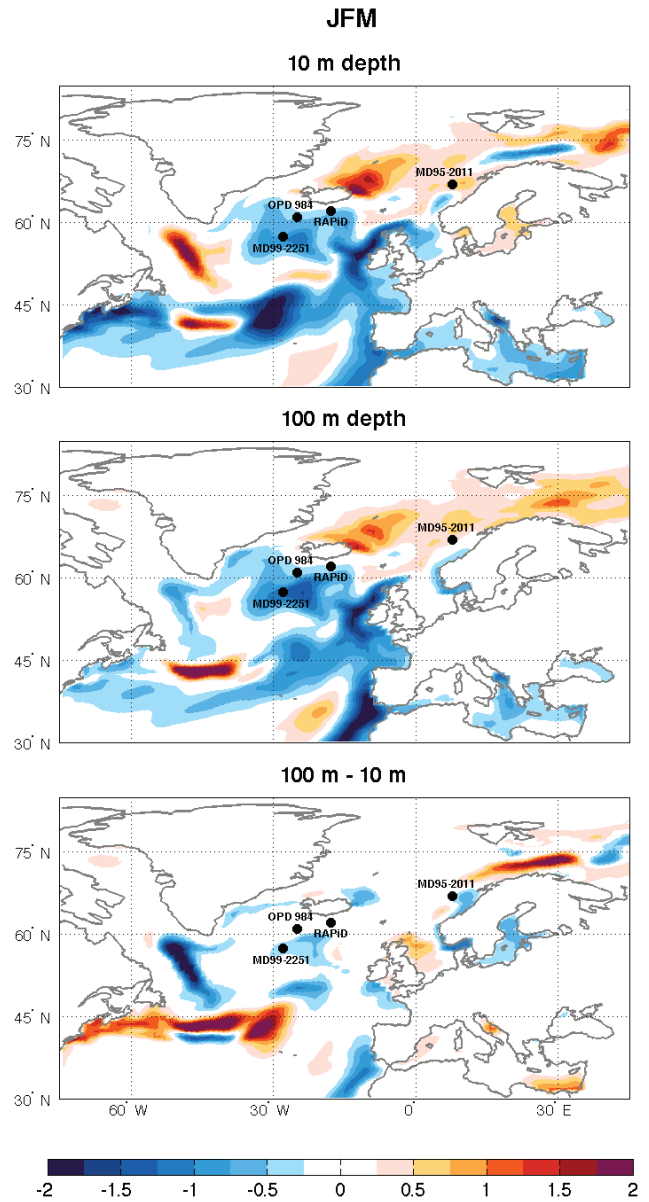 JFM
10 m depth
75° N
MD95-2011
OPD 984
60° N
RAPiD
MD99-2251
45° N
30° N
100 m depth
75° N
MD95-2011
OPD 984
60° N
RAPiD
MD99-2251
45° N
30° N
100 m - 10 m
75° N
MD95-2011
OPD 984
60° N
RAPiD
MD99-2251
45° N
30° N
60° W 30° W 0° 30° E
-2 -1.5 -1 -0.5 0 0.5 1 1.5 2